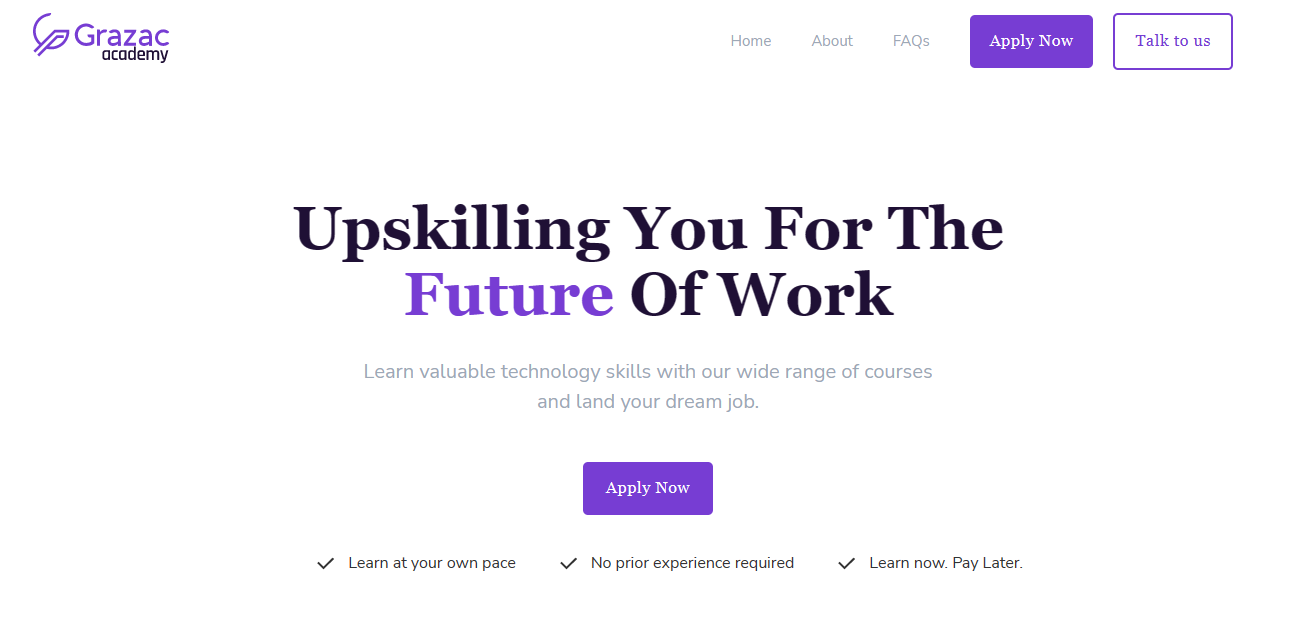 Grazac
academy
Home About FAQs Apply Now Talk to us
Upskilling You For The
Future Of Work
Learn valuable technology skills with our wide range of courses
and land your dream job.
Apply Now
Learn at your own pace No prior experience required Learn now. Pay Later.